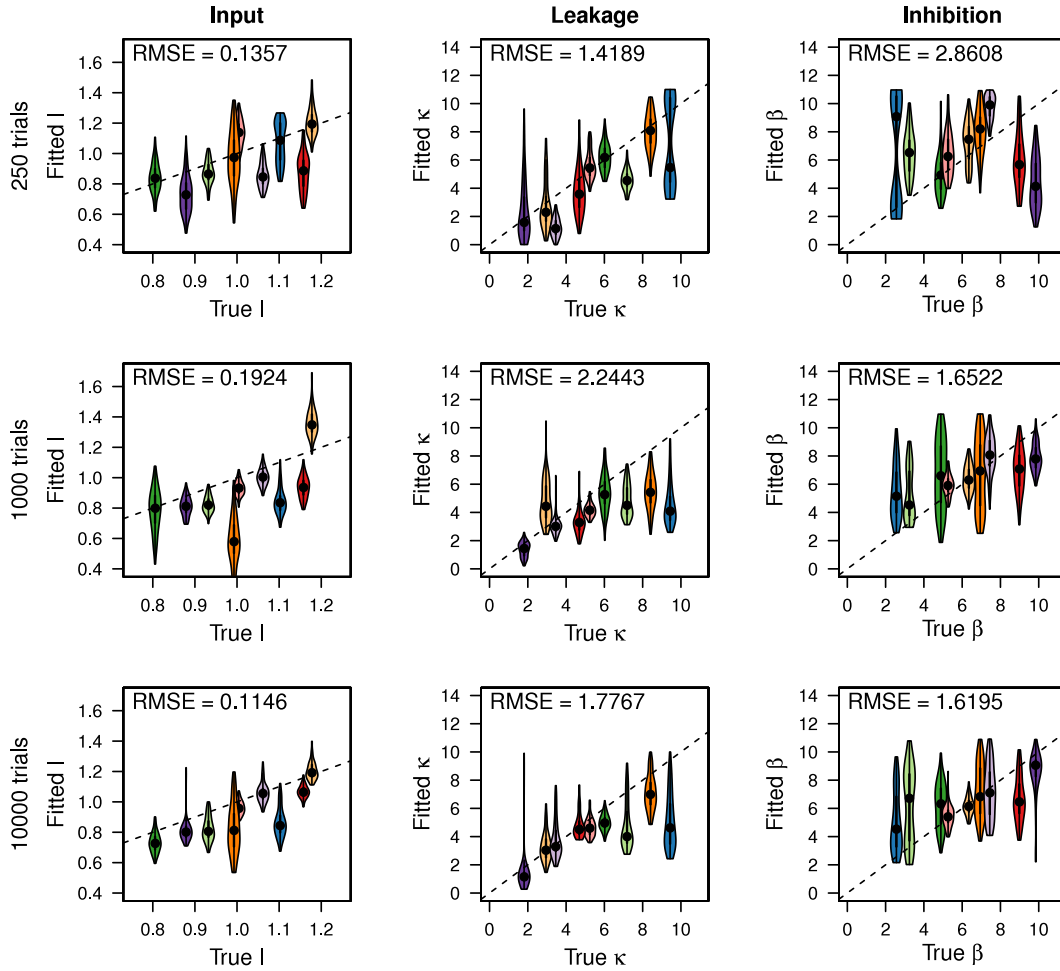 Input
Leakage
Inhibition
250 trials
Fitted I
1.6
1.4
1.2
1.0
0.8
0.6
0.4
RMSE = 0.1357
0.8 0.9 1.0 1.1 1.2
True I
Fitted κ
14
12
10
8
6
4
2
0
RMSE = 1.4189
0 2 4 6 8 10
True κ
Fitted β
14
12
10
8
6
4
2
0
RMSE = 2.8608
0 2 4 6 8 10
True β
1000 trials
Fitted I
1.6
1.4
1.2
1.0
0.8
0.6
0.4
RMSE = 0.1924
0.8 0.9 1.0 1.1 1.2
True I
Fitted κ
14
12
10
8
6
4
2
0
RMSE = 2.2443
0 2 4 6 8 10
True κ
Fitted β
14
12
10
8
6
4
2
0
RMSE = 1.6522
0 2 4 6 8 10
True β
10000 trials
Fitted I
1.6
1.4
1.2
1.0
0.8
0.6
0.4
RMSE = 0.1146
0.8 0.9 1.0 1.1 1.2
True I
Fitted κ
14
12
10
8
6
4
2
0
RMSE = 1.7767
0 2 4 6 8 10
True κ
Fitted β
14
12
10
8
6
4
2
0
RMSE = 1.6195
0 2 4 6 8 10
True β